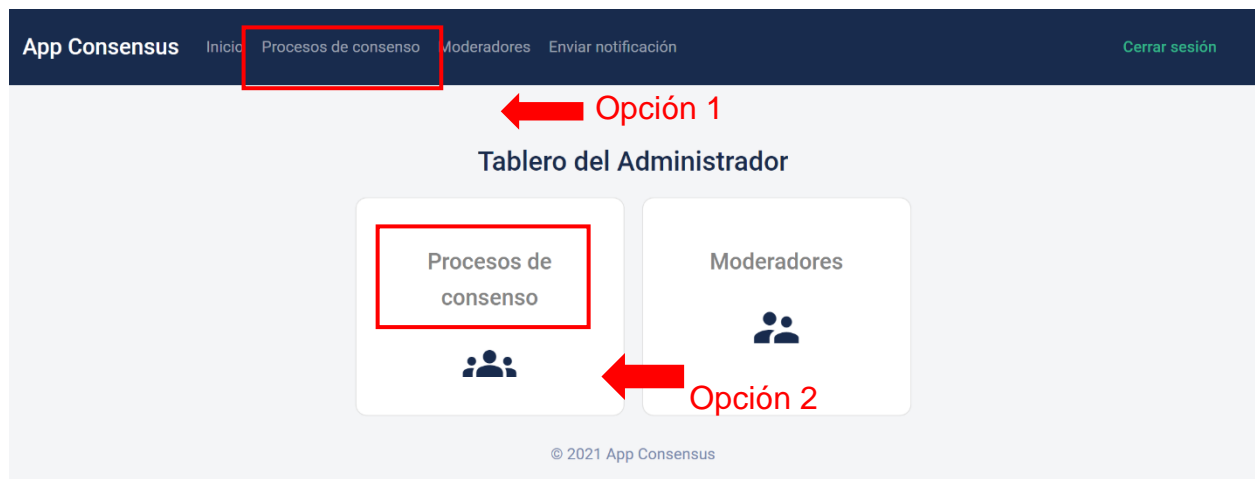 App Consensus Inicio Procesos de consenso Moderadores Enviar notificación Cerrar sesión
Opción 1
Tablero del Administrador
Procesos de
consenso
Moderadores
Opción 2
© 2021 App Consensus